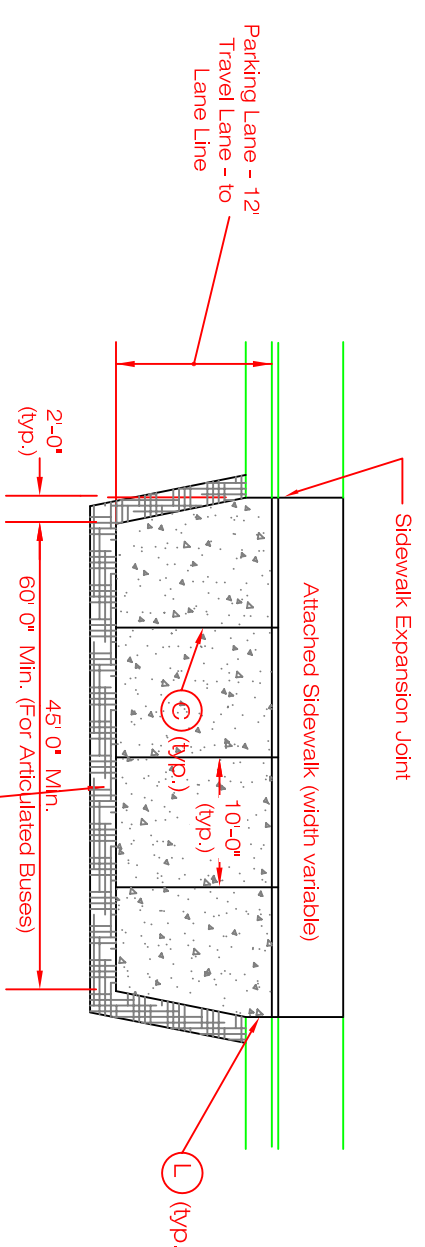 Parking Lane - 12'
Travel Lane - to
Lane Line
Sidewalk Expansion Joint
Attached Sidewalk (width variable)
2'-0"
(typ.)
C (typ.)
10'-0"
(typ.)
45' 0" Min.
60' 0" Min. (For Articulated Buses)
L (typ.